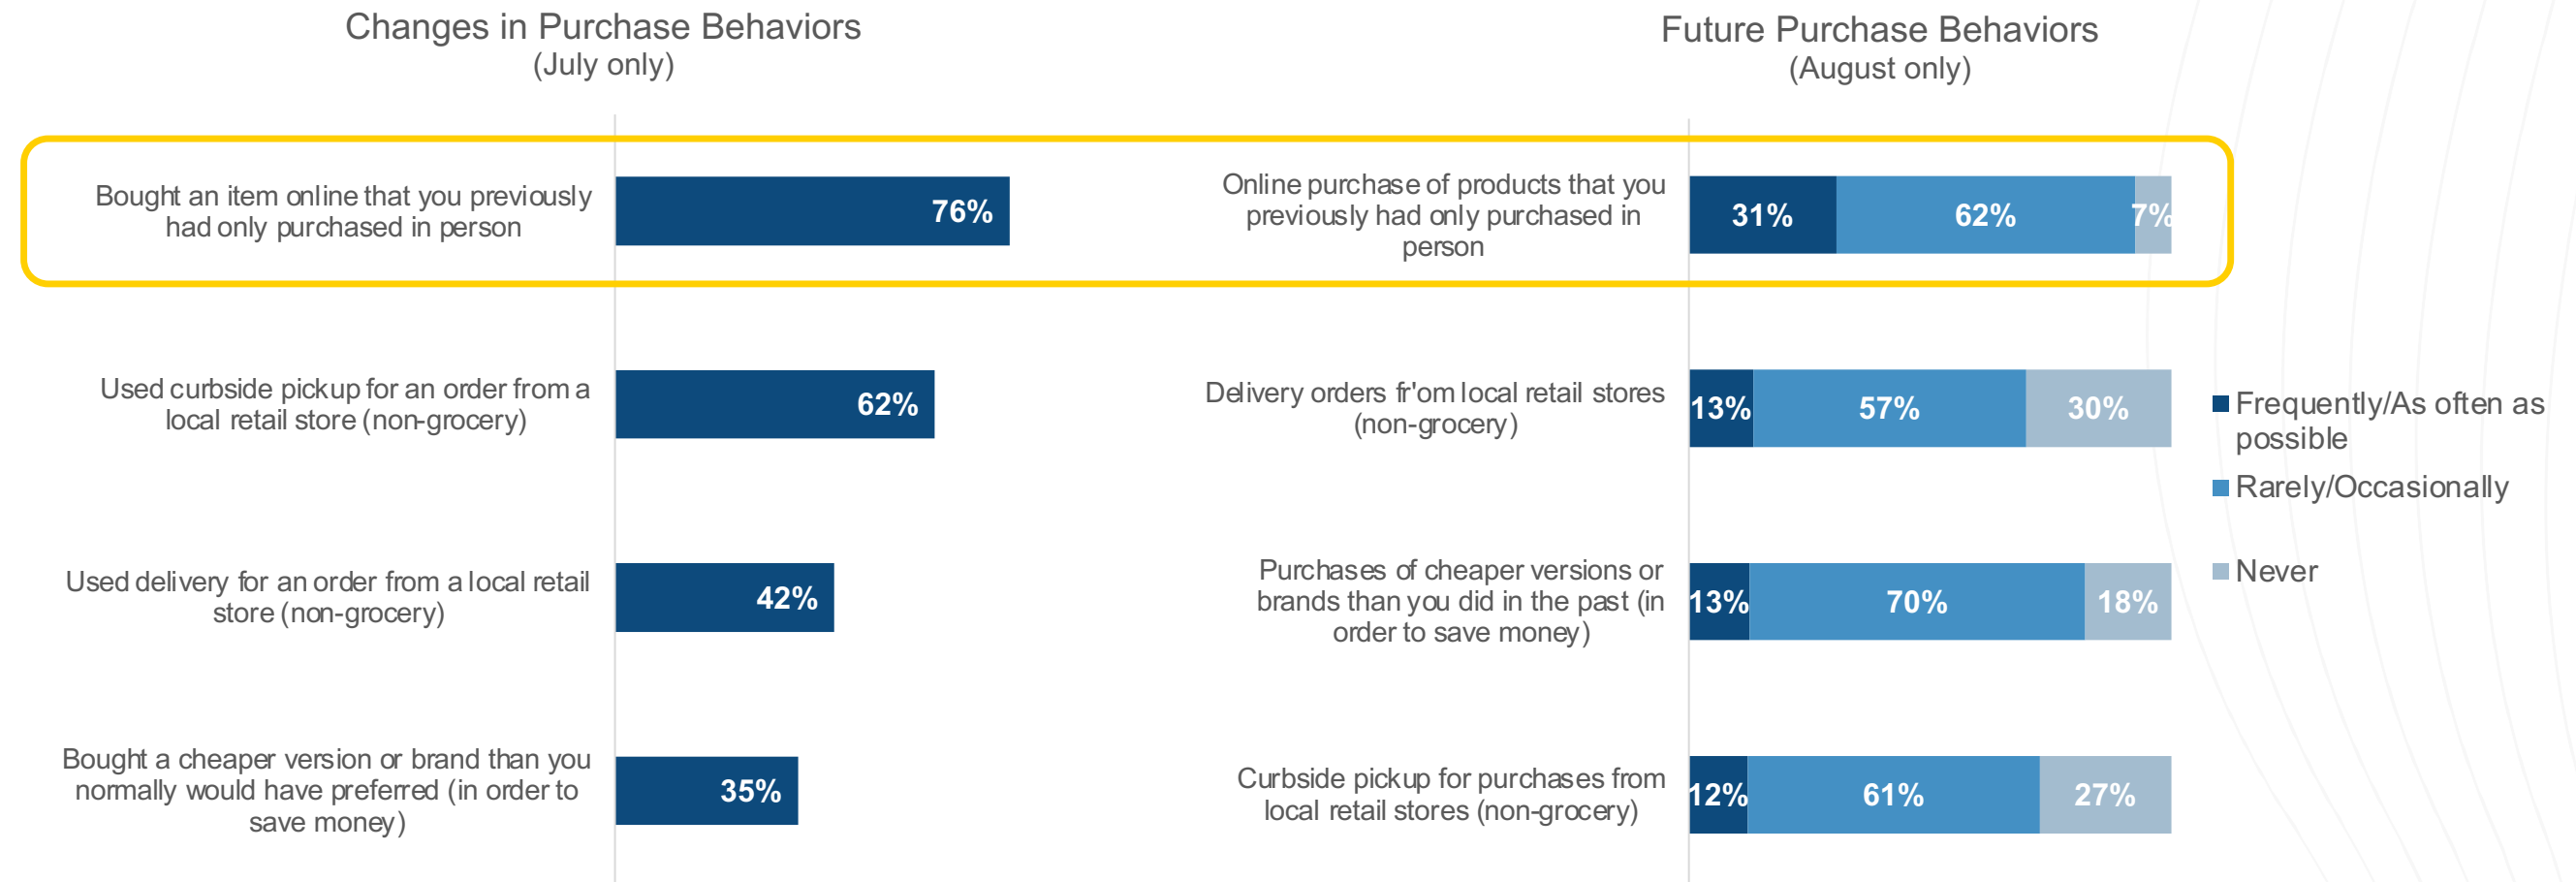 Changes in Purchase Behaviors
(July only)
Bought an item online that you previously
had only purchased in person
76%
Used curbside pickup for an order from a
local retail store (non-grocery)
62%
Used delivery for an order from a local retail
store (non-grocery)
42%
Bought a cheaper version or brand than you
normally would have preferred (in order to
save money)
35%
Future Purchase Behaviors
(August only)
Online purchase of products that you
previously had only purchased in
person
31% 62% 7%
Delivery orders fr'om local retail stores
(non-grocery)
13% 57% 30%
Purchases of cheaper versions or
brands than you did in the past (in
order to save money)
13% 70% 18%
Curbside pickup for purchases from
local retail stores (non-grocery)
12% 61% 27%
Frequently/As often as
possible
Rarely/Occasionally
Never